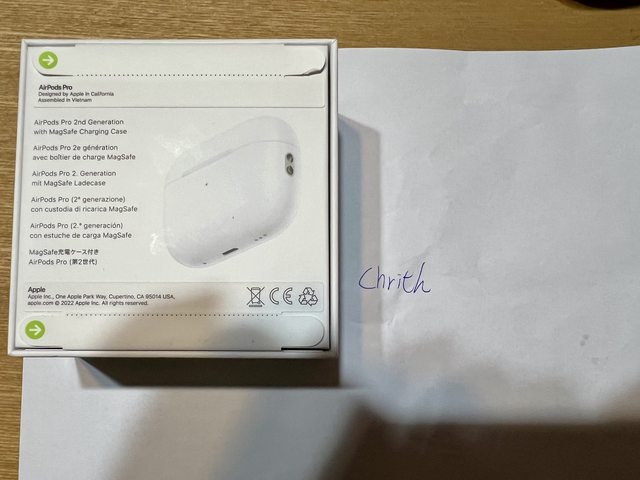 AirPods Pro
Designed by Apple in California
Assembled in Vietnam
AirPods Pro 2nd Generation
with MagSafe Charging Case
AirPods Pro 2e génération
avec boîtier de charge MagSafe
AirPods Pro 2. Generation
mit MagSafe Ladecase
AirPods Pro (2ª generazione)
con custodia di ricarica MagSafe
AirPods Pro (2.ª generación)
con estuche de carga MagSafe
MagSafe充電ケース付き
AirPods Pro (第2世代)
Apple
Apple Inc., One Apple Park Way, Cupertino, CA 95014 USA,
apple.com © 2022 Apple Inc. All rights reserved.
CE
Chrith